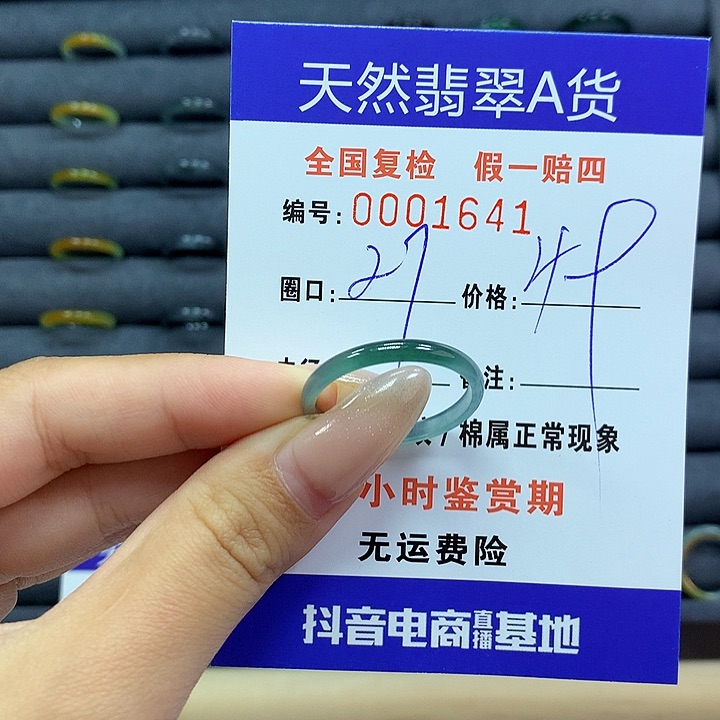 天然翡翠A货
全国复检 假一赔四
编号: 0001641
圈口: 27 价格: 49
注:
/棉属正常现象
小时鉴赏期
无运费险
抖音电商直播基地